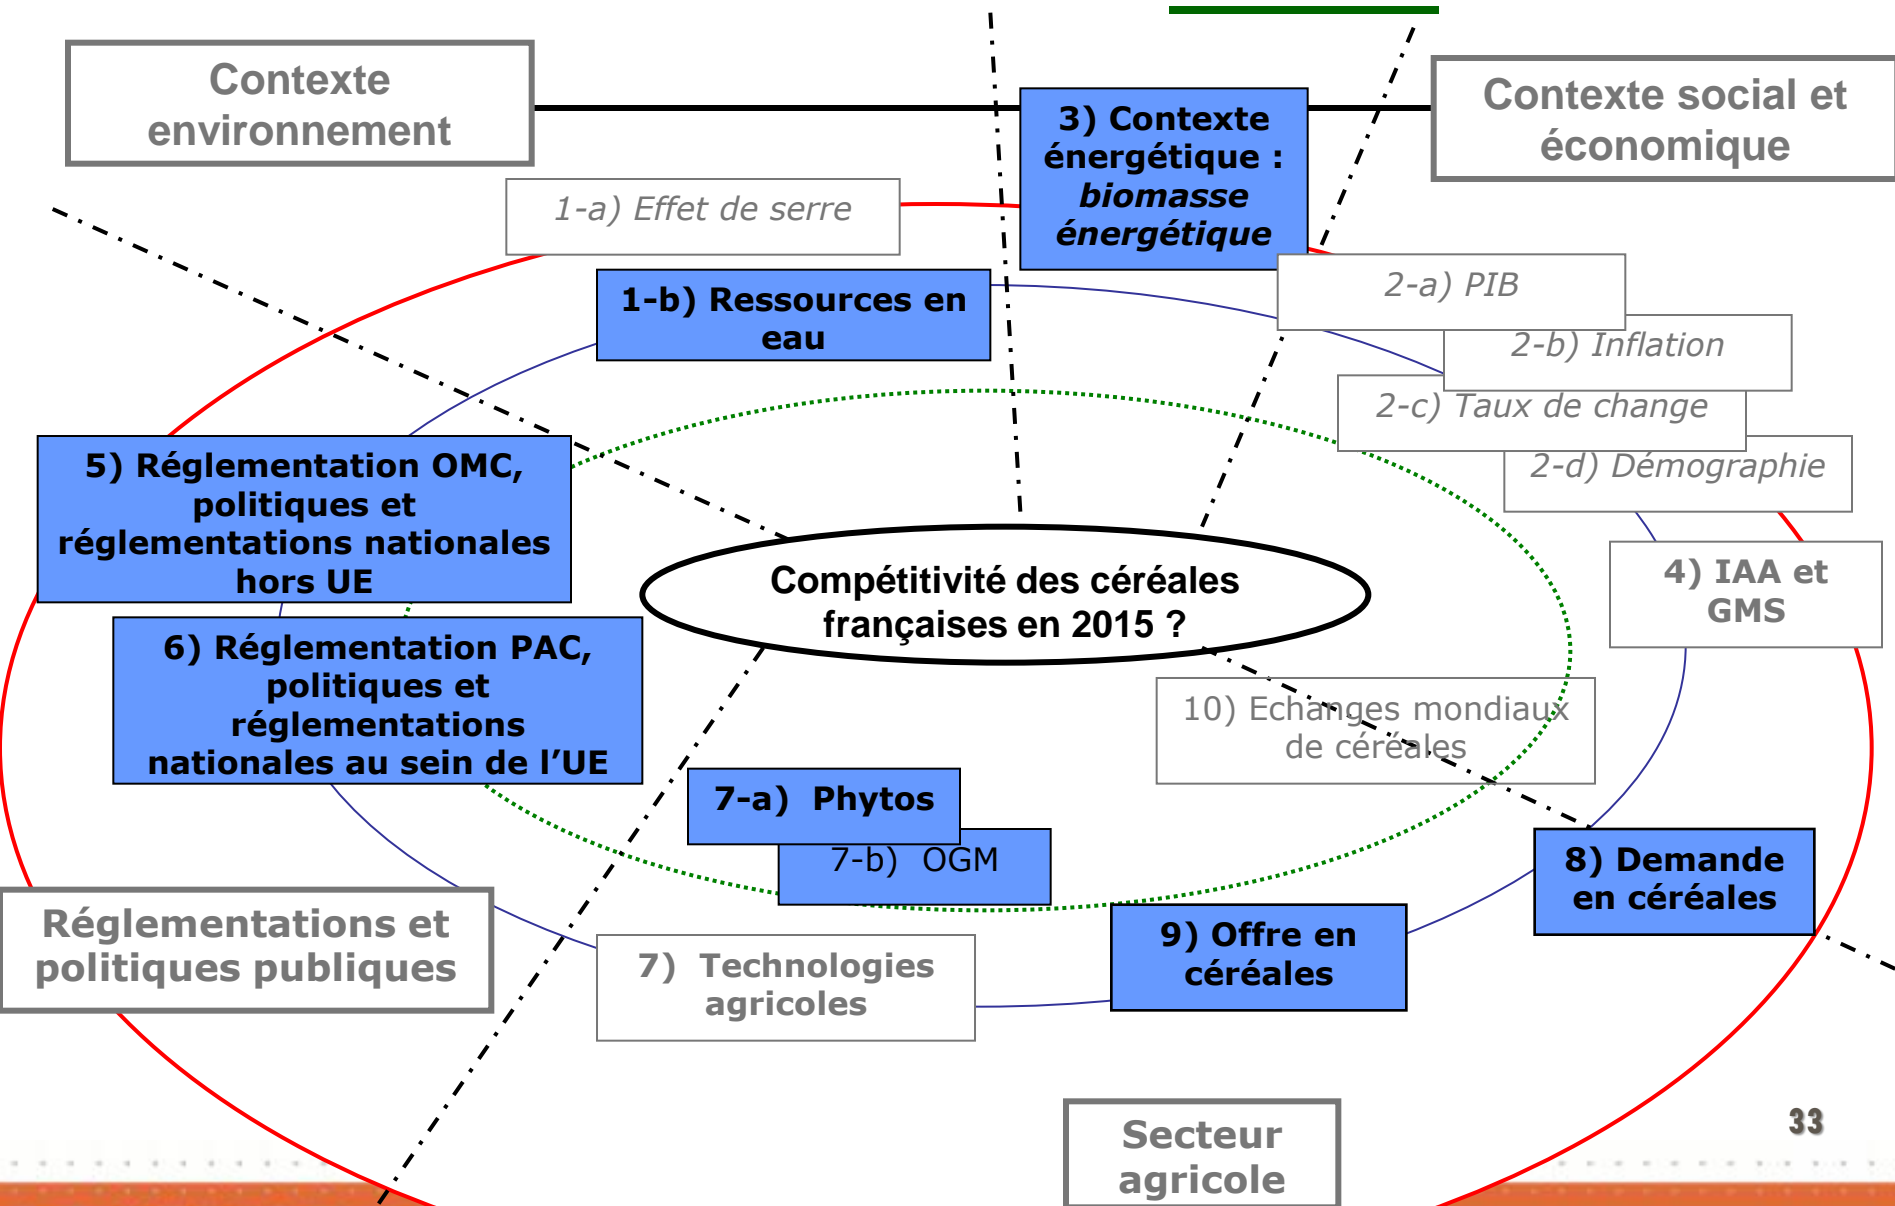 Contexte
environnement
3) Contexte
énergétique :
biomasse
énergétique
Contexte social et
économique
1-a) Effet de serre
1-b) Ressources en
eau
2-a) PIB
2-b) Inflation
2-c) Taux de change
2-d) Démographie
5) Réglementation OMC,
politiques et
réglementations nationales
hors UE
Compétitivité des céréales
françaises en 2015 ?
4) IAA et
GMS
6) Réglementation PAC,
politiques et
réglementations
nationales au sein de l’UE
10) Echanges mondiaux
de céréales
7-a) Phytos
7-b) OGM
8) Demande
en céréales
Réglementations et
politiques publiques
7) Technologies
agricoles
9) Offre en
céréales
Secteur
agricole
33